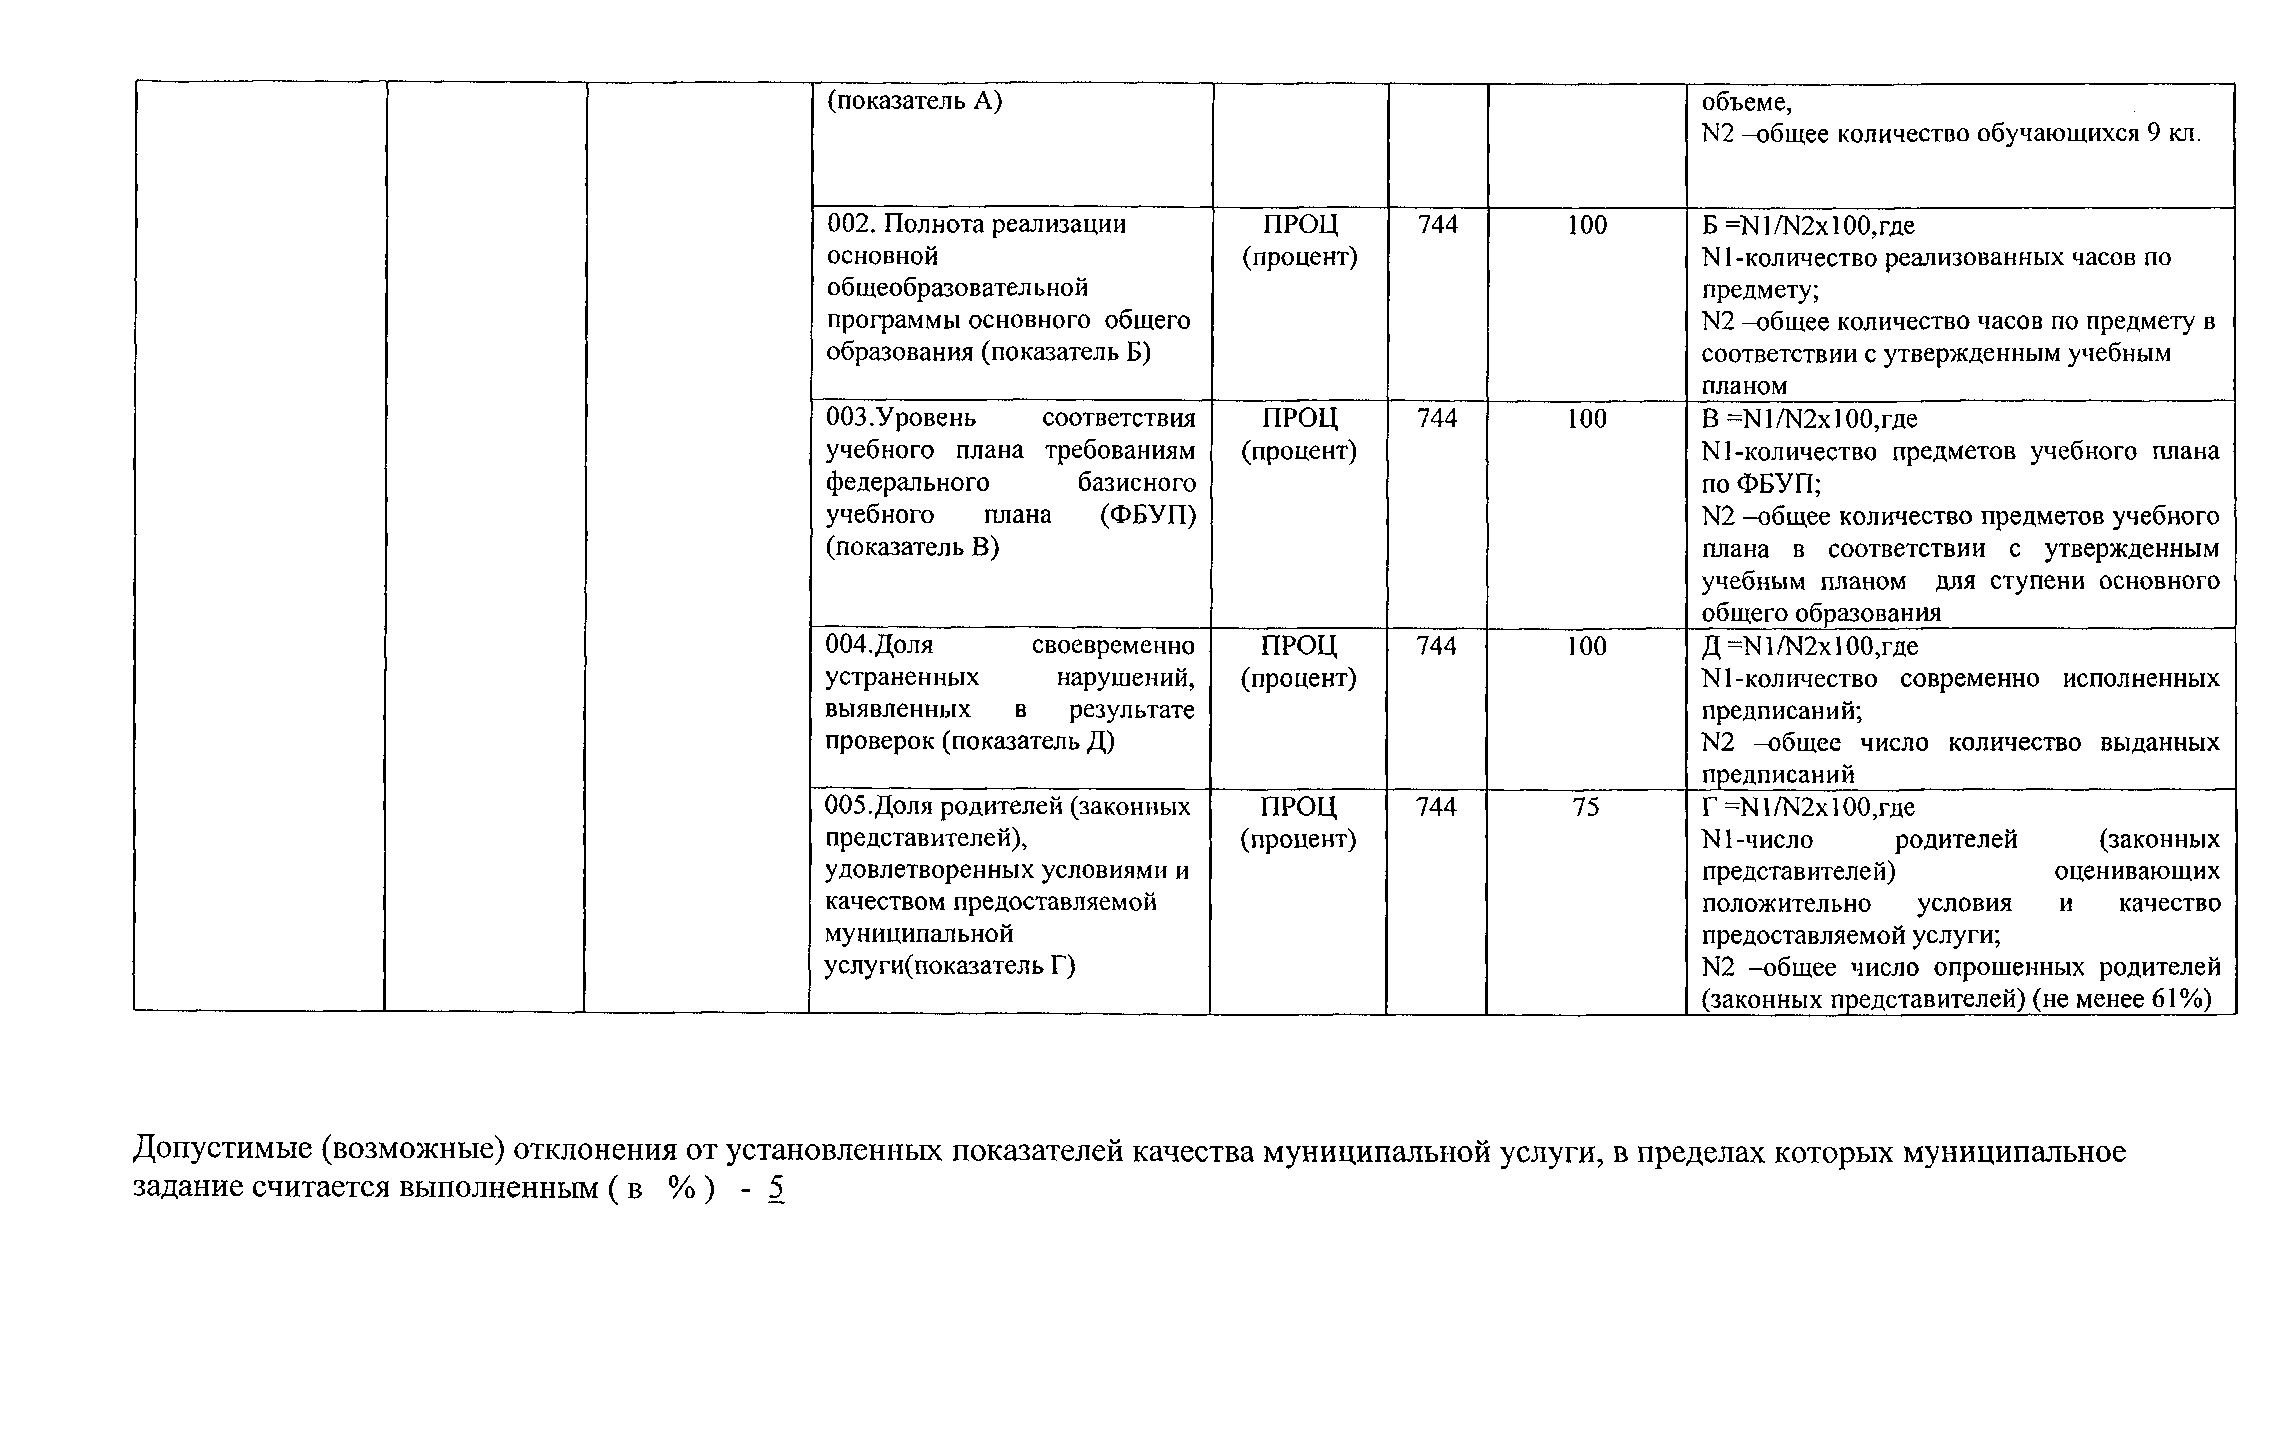 (показатель А)
объеме,
N2 –общее количество обучающихся 9 кл.
002. Полнота реализации
основной
общеобразовательной
программы основного общего
образования (показатель Б)
ПРОЦ
(процент)
744
100
Б =N1/N2x100,где
N1-количество реализованных часов по
предмету;
N2 –общее количество часов по предмету в
соответствии с утвержденным учебным
планом
003.Уровень соответствия
учебного плана требованиям
федерального базисного
учебного плана (ФБУП)
(показатель В)
ПРОЦ
(процент)
744
100
В =N1/N2x100,где
N1-количество предметов учебного плана
по ФБУП;
N2 –общее количество предметов учебного
плана в соответствии с утвержденным
учебным планом для ступени основного
общего образования
004.Доля своевременно
устраненных нарушений,
выявленных в результате
проверок (показатель Д)
ПРОЦ
(процент)
744
100
Д =N1/N2x100,где
N1-количество современно исполненных
предписаний;
N2 –общее число количество выданных
предписаний
005.Доля родителей (законных
представителей),
удовлетворенных условиями и
качеством предоставляемой
муниципальной
услуги(показатель Г)
ПРОЦ
(процент)
744
75
Г =N1/N2x100,где
N1-число родителей (законных
представителей) оценивающих
положительно условия и качество
предоставляемой услуги;
N2 –общее число опрошенных родителей
(законных представителей) (не менее 61%)
Допустимые (возможные) отклонения от установленных показателей качества муниципальной услуги, в пределах которых муниципальное
задание считается выполненным ( в % ) - 5